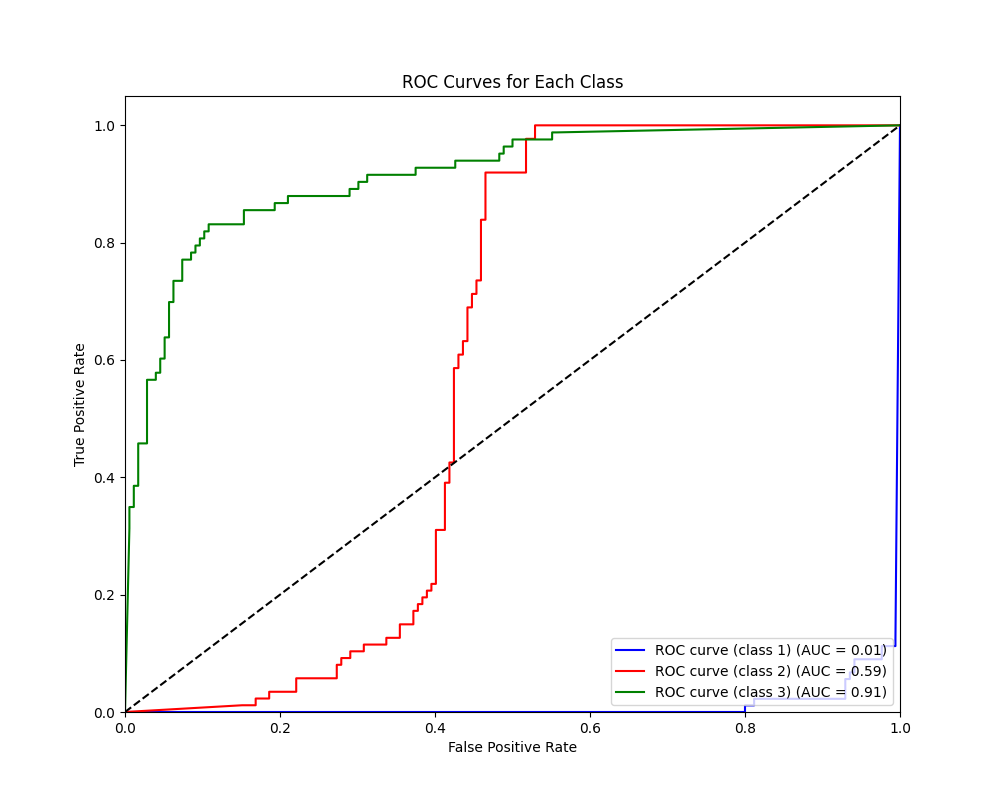 ROC Curves for Each Class
True Positive Rate
1.0
0.8
0.6
0.4
0.2
0.0
ROC curve (class 1) (AUC = 0.01)
ROC curve (class 2) (AUC = 0.59)
ROC curve (class 3) (AUC = 0.91)
0.0 0.2 0.4 0.6 0.8 1.0
False Positive Rate